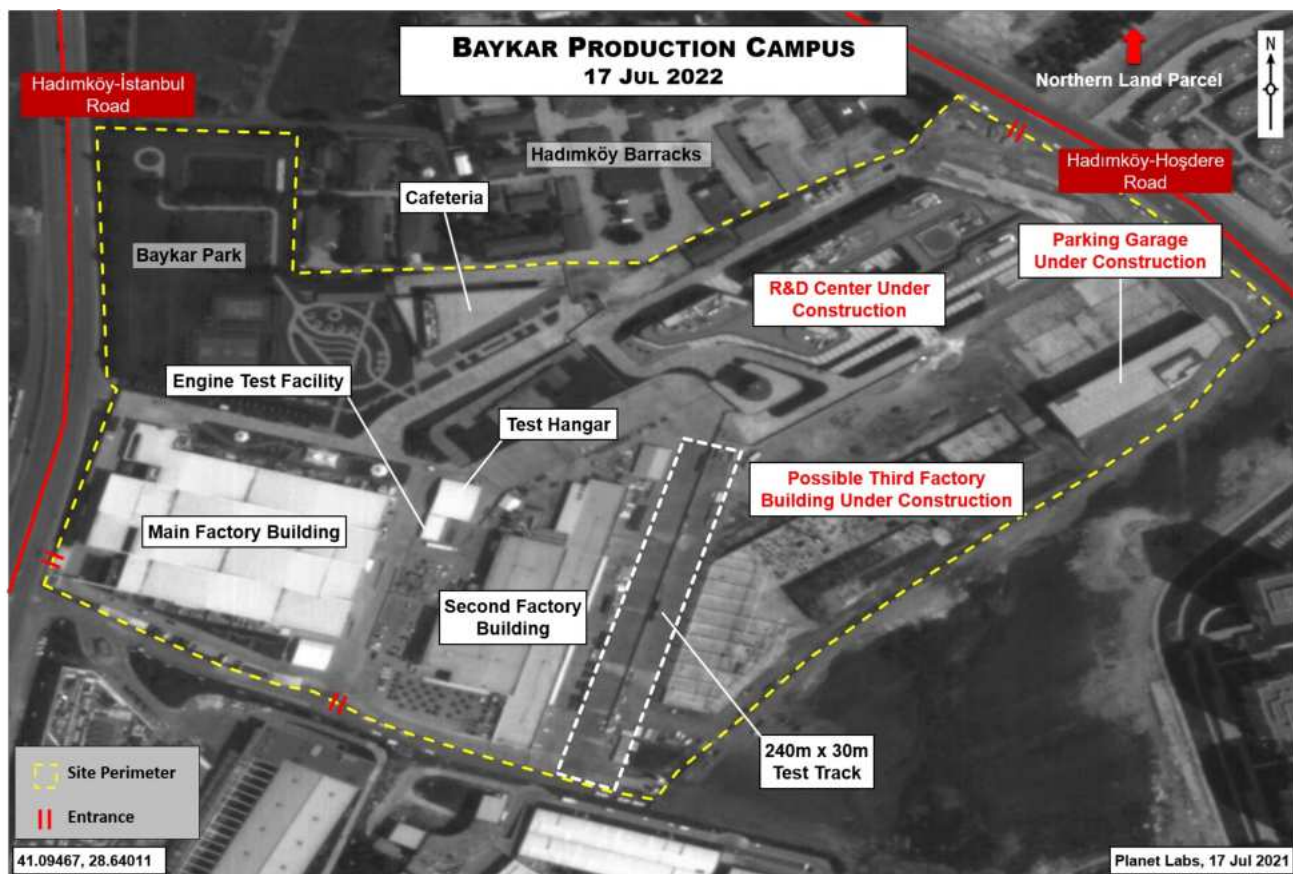 BAYKAR PRODUCTION CAMPUS
17 JUL 2022
Hadımköy-İstanbul
Road
Northern Land Parcel
N
Hadımköy Barracks
Hadımköy-Hoşdere
Road
Cafeteria
Parking Garage
Under Construction
Baykar Park
R&D Center Under
Construction
Engine Test Facility
Test Hangar
Possible Third Factory
Building Under Construction
Main Factory Building
Second Factory
Building
240m x 30m
Test Track
Site Perimeter
Entrance
41.09467, 28.64011
Planet Labs, 17 Jul 2021